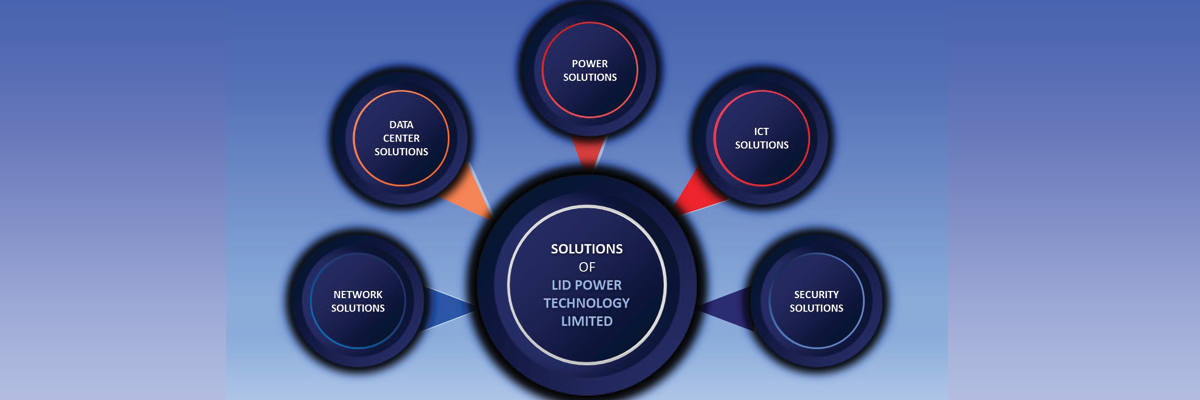 POWER
SOLUTIONS
DATA
CENTER
SOLUTIONS
ICT
SOLUTIONS
NETWORK
SOLUTIONS
SOLUTIONS
OF
LID POWER
TECHNOLOGY
LIMITED
SECURITY
SOLUTIONS